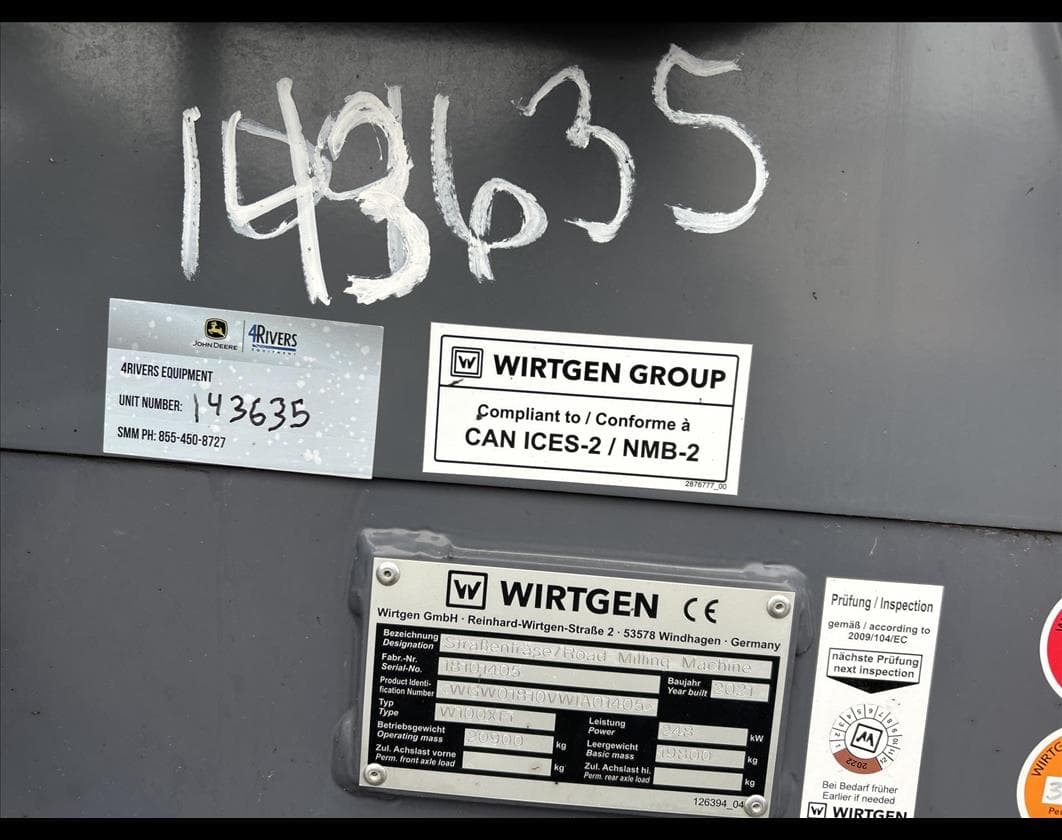 143635
JOHN DEERE
4RIVERS
EQUIPMENT
4RIVERS EQUIPMENT
UNIT NUMBER: 143635
SMM PH: 855-450-8727
WIRTGEN GROUP
Compliant to / Conforme à
CAN ICES-2 / NMB-2
2876777_00
WIRTGEN CE
Wirtgen GmbH · Reinhard-Wirtgen-Straße 2 · 53578 Windhagen · Germany
Bezeichnung
Designation
Straßenfräse/Road Milling Machine
Fabr.-Nr.
Serial-No.
18101405
Baujahr
Year built
2021
Product Identi-
fication Number
Typ
Type
Betriebsgewicht
Operating mass
20900 kg
Leistung
Power
248 kW
Leergewicht
Basic mass
19800 kg
Zul. Achslast vorne
Perm. front axle load
kg
Zul. Achslast hi.
Perm. rear axle load
kg
126394_04
Prüfung / Inspection
gemäß / according to
2009/104/EC
nächste Prüfung
next inspection
2022
Bei Bedarf früher
Earlier if needed
WIRTGEN